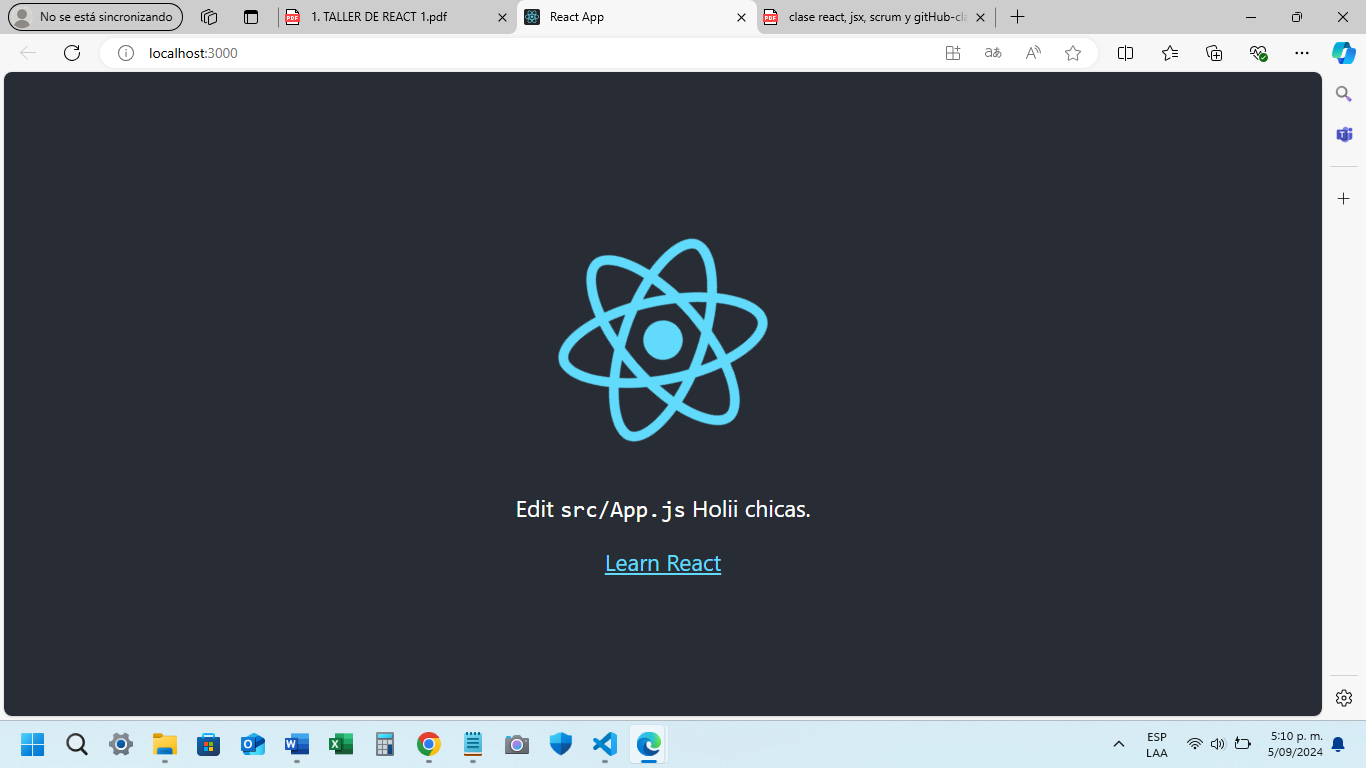 No se está sincronizando
1. TALLER DE REACT 1.pdf
React App
clase react, jsx, scrum y gitHub-cla
localhost:3000
Edit src/App.js Holii chicas.
Learn React
ESP
LAA
5:10 p. m.
5/09/2024